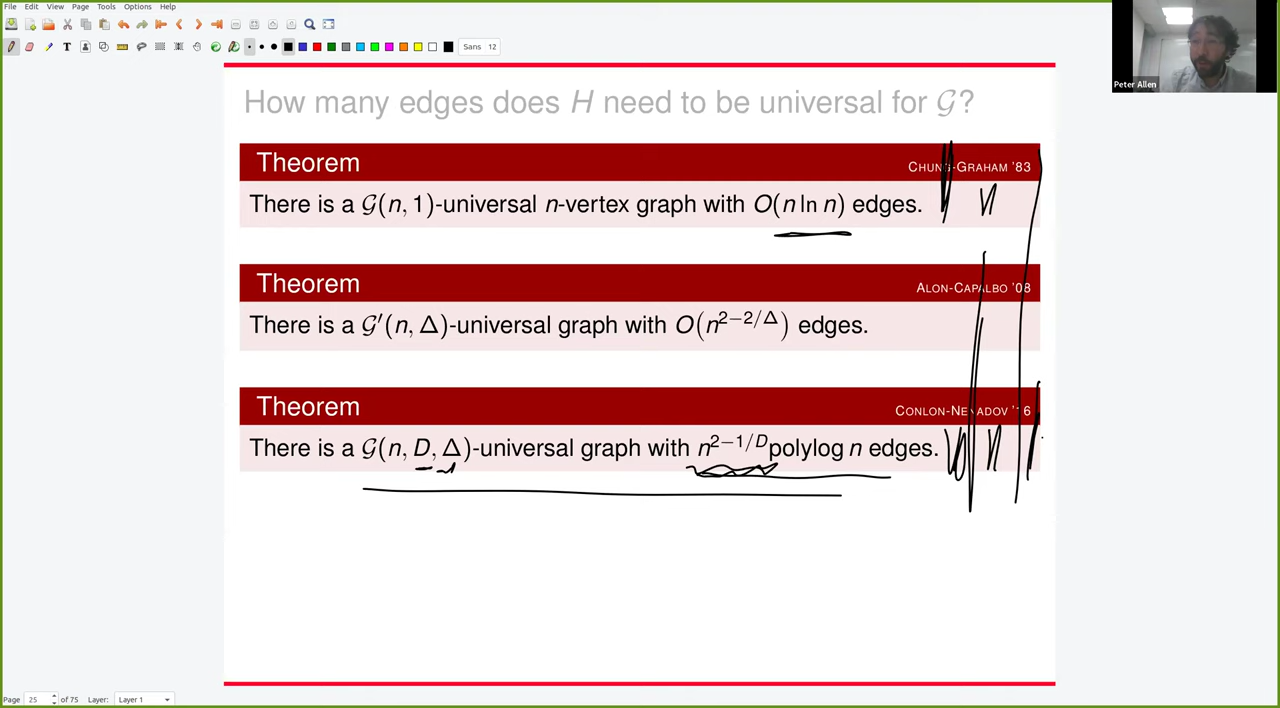 File Edit View Page Tools Options Help
Sans 12
Peter Allen
How many edges does H need to be universal for 𝒢?
Theorem
CHUNG-GRAHAM '83
There is a 𝒢(n, 1)-universal n-vertex graph with O(n ln n) edges.
Theorem
ALON-CAPALBO '08
There is a 𝒢′(n, Δ)-universal graph with O(n^{2−2/Δ}) edges.
Theorem
CONLON-NENADOV '16
There is a 𝒢(n, D, Δ)-universal graph with n^{2−1/D}polylog n edges.
Page 25 of 75 Layer: Layer 1